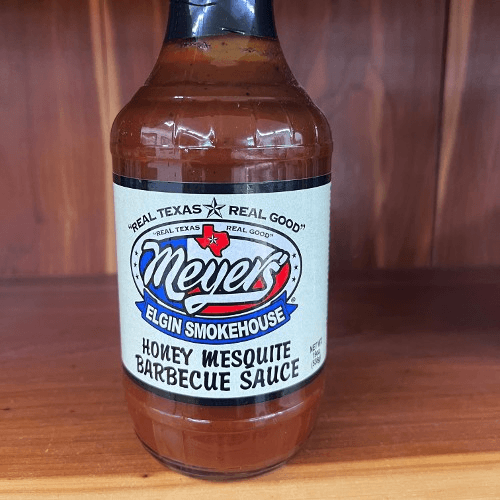 "REAL TEXAS ★ REAL GOOD"
"REAL TEXAS REAL GOOD"
Meyer's
ELGIN SMOKEHOUSE®
HONEY MESQUITE
BARBECUE SAUCE
NET WT.